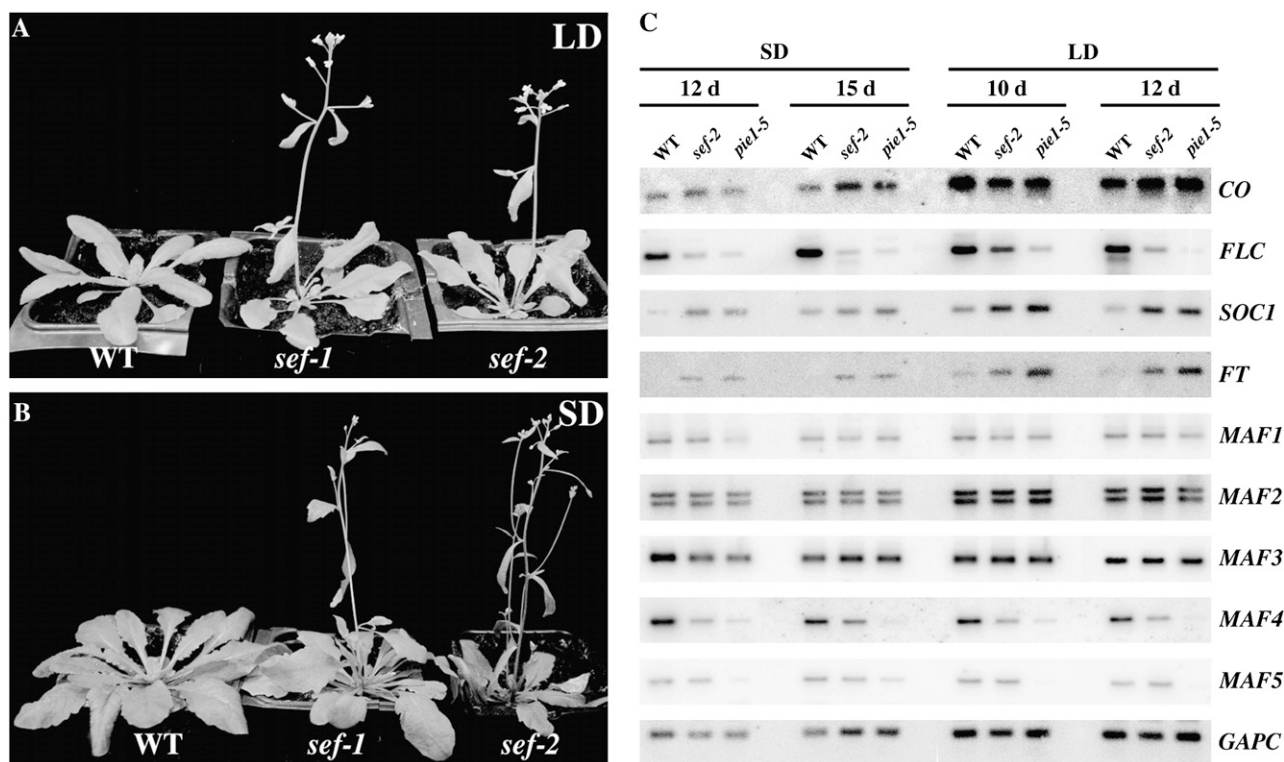 A
LD
WT sef-1 sef-2
B
SD
WT sef-1 sef-2
C
SD LD
12 d 15 d 10 d 12 d
WT sef-2 pie1-5 WT sef-2 pie1-5 WT sef-2 pie1-5 WT sef-2 pie1-5
CO
FLC
SOC1
FT
MAF1
MAF2
MAF3
MAF4
MAF5
GAPC